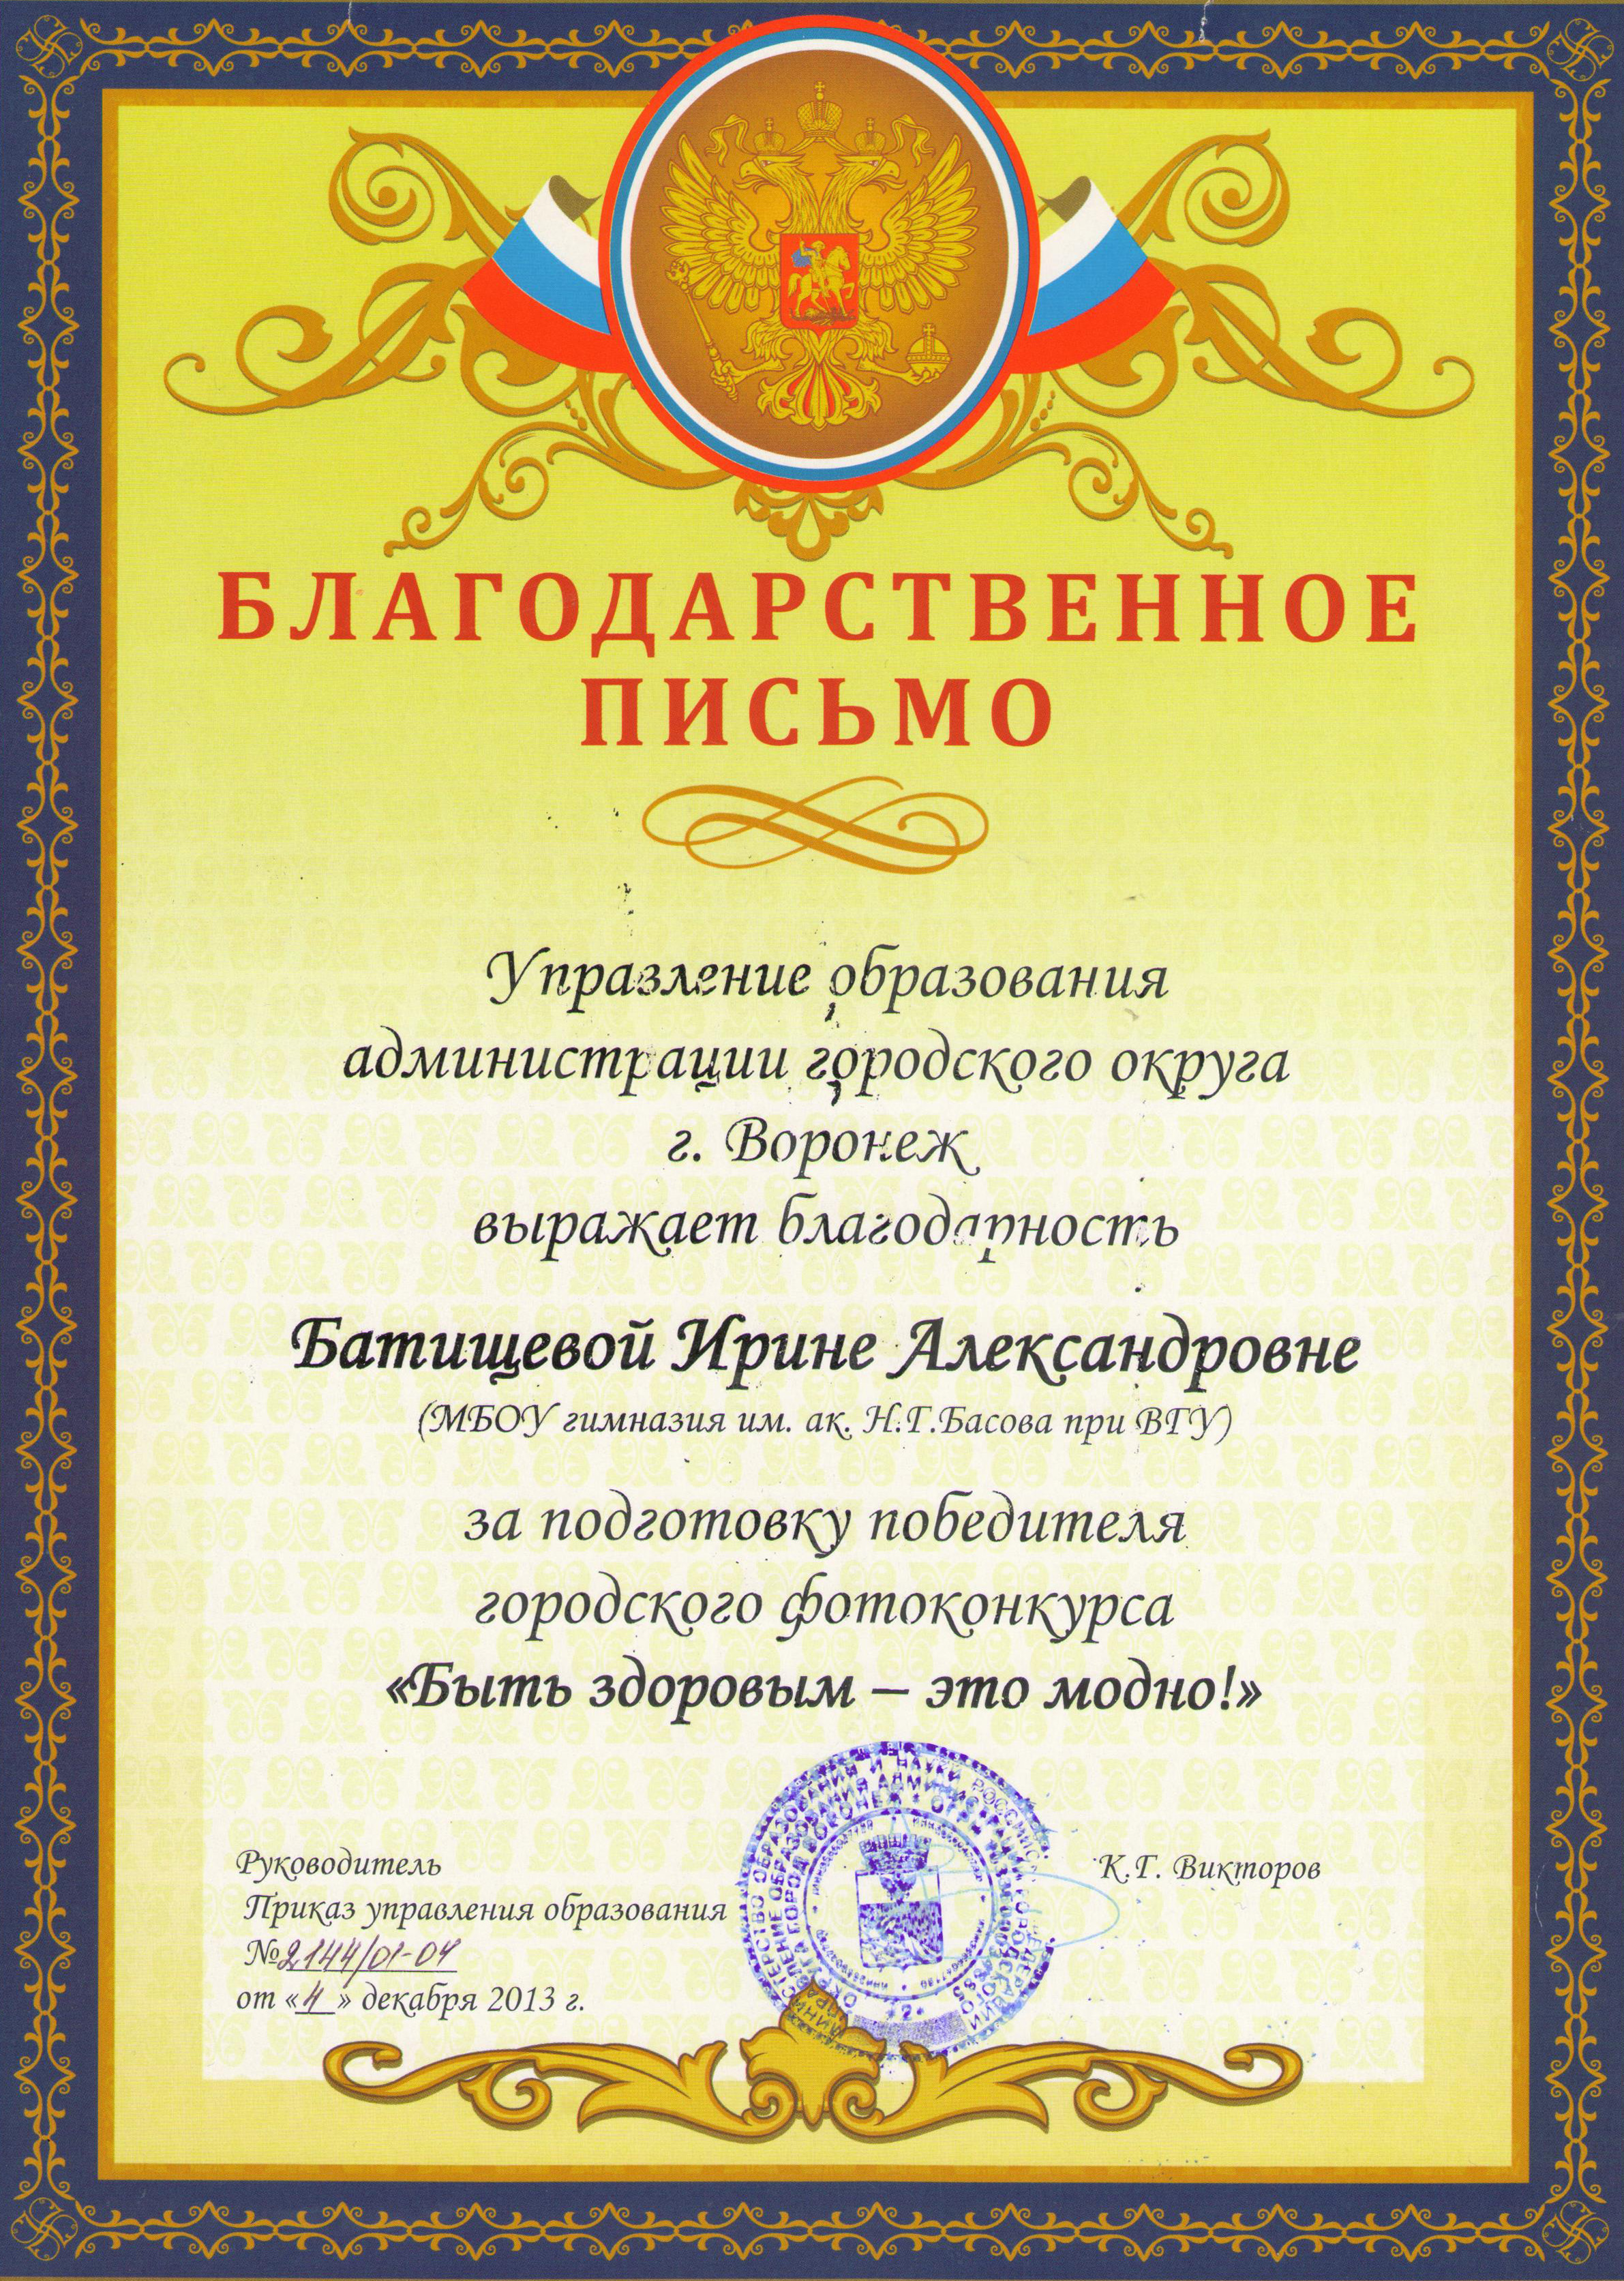 БЛАГОДАРСТВЕННОЕ
ПИСЬМО
Управление образования
администрации городского округа
г. Воронеж
выражает благодарность
Батищевой Ирине Александровне
(МБОУ гимназия им. ак. Н.Г.Басова при ВГУ)
за подготовку победителя
городского фотоконкурса
«Быть здоровым – это модно!»
Руководитель
К.Г. Викторов
Приказ управления образования
№2144/01-04
от «4» декабря 2013 г.